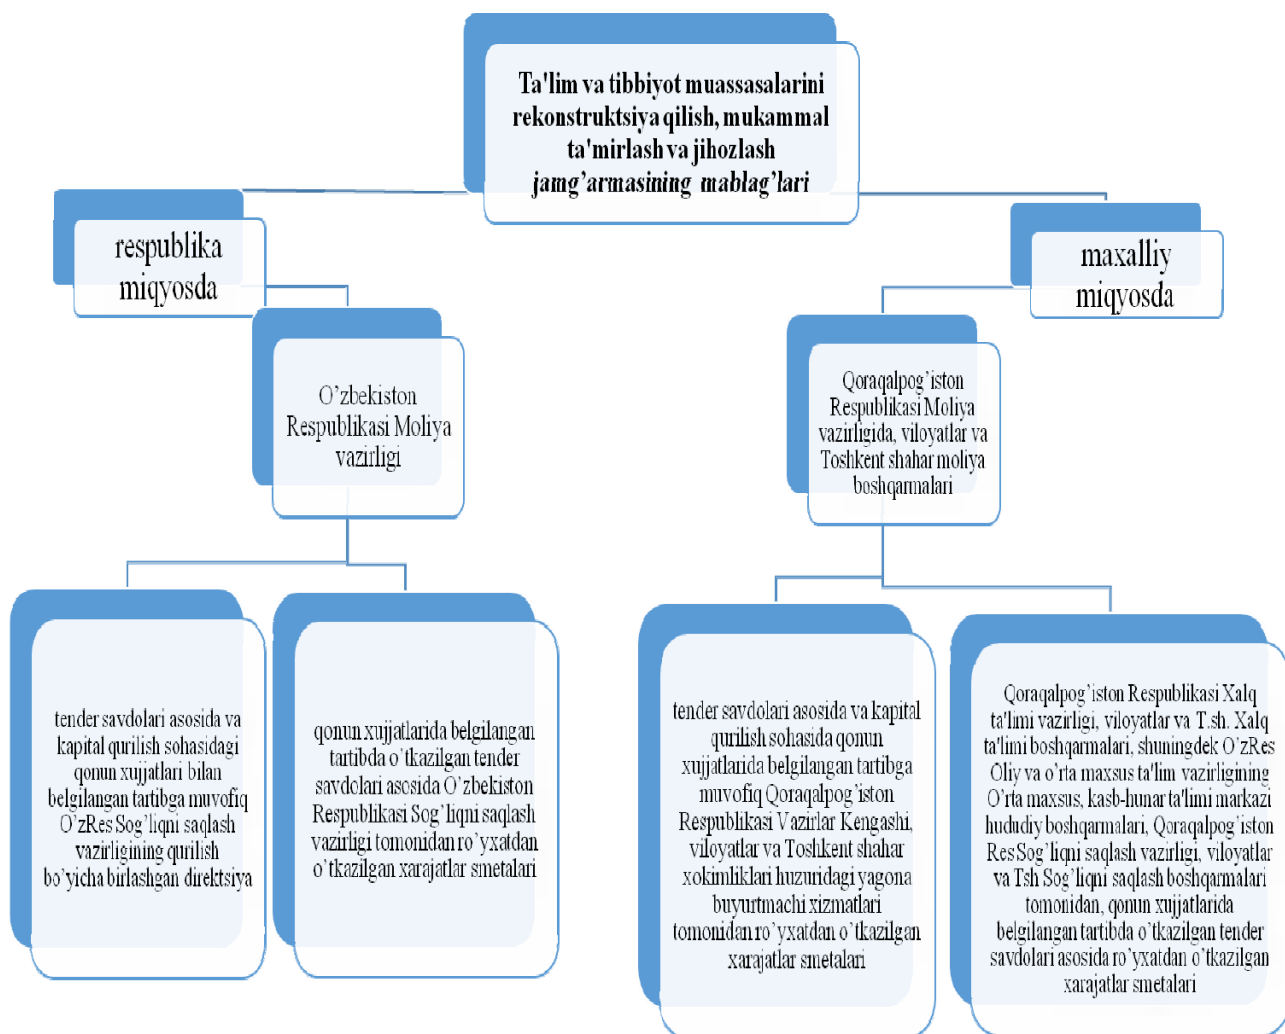 Ta'lim va tibbiyot muassasalarini
rekonstruktsiya qilish, mukammal
ta'mirlash va jihozlash
jamg’armasining mablag’lari
respublika
miqyosda
maxalliy
miqyosda
O’zbekiston
Respublikasi Moliya
vazirligi
Qoraqalpog’iston
Respublikasi Moliya
vazirligida, viloyatlar va
Toshkent shahar moliya
boshqarmalari
tender savdolari asosida va
kapital qurilish sohasidagi
qonun xujjatlari bilan
belgilangan tartibga muvofiq
O’zRes Sog’liqni saqlash
vazirligining qurilish
bo’yicha birlashgan direktsiya
qonun xujjatlarida belgilangan
tartibda o’tkazilgan tender
savdolari asosida O’zbekiston
Respublikasi Sog’liqni saqlash
vazirligi tomonidan ro’yxatdan
o’tkazilgan xarajatlar smetalari
tender savdolari asosida va kapital
qurilish sohasida qonun
xujjatlarida belgilangan tartibga
muvofiq Qoraqalpog’iston
Respublikasi Vazirlar Kengashi,
viloyatlar va Toshkent shahar
xokimliklari huzuridagi yagona
buyurtmachi xizmatlari
tomonidan ro’yxatdan o’tkazilgan
xarajatlar smetalari
Qoraqalpog’iston Respublikasi Xalq
ta'limi vazirligi, viloyatlar va T.sh. Xalq
ta'limi boshqarmalari, shuningdek O’zRes
Oliy va o’rta maxsus ta'lim vazirligining
O’rta maxsus, kasb-hunar ta'limi markazi
hududiy boshqarmalari, Qoraqalpog’iston
Res Sog’liqni saqlash vazirligi, viloyatlar
va Tsh Sog’liqni saqlash boshqarmalari
tomonidan, qonun xujjatlarida
belgilangan tartibda o’tkazilgan tender
savdolari asosida ro’yxatdan o’tkazilgan
xarajatlar smetalari